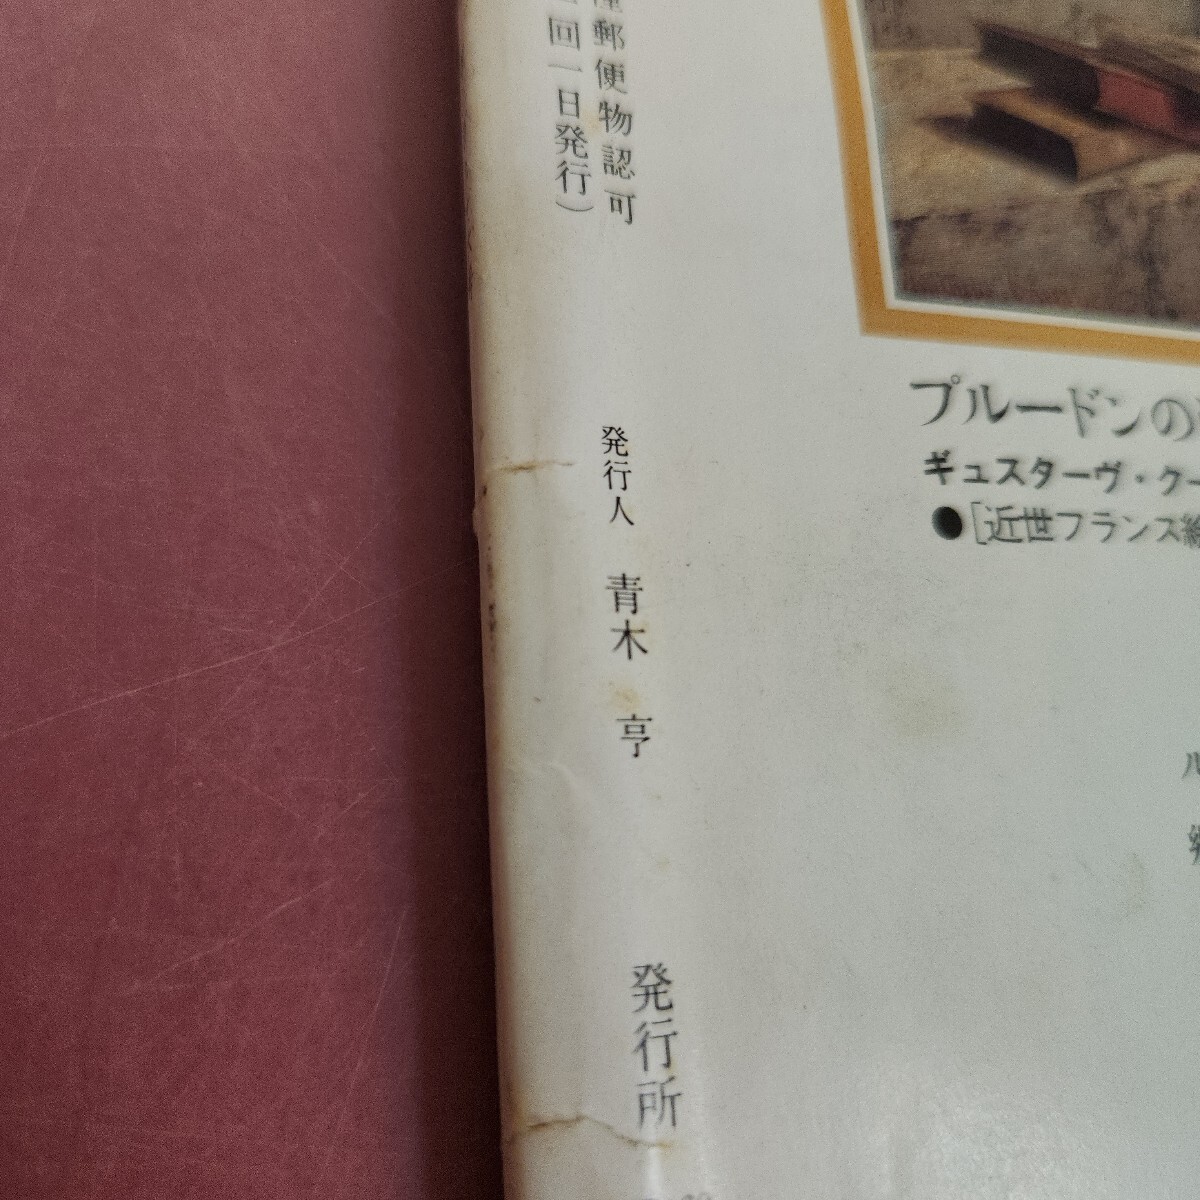 郵便物認可
回一日発行）
発行人 青木 亨
発行所
プルードンの
ギュスターヴ・クー
●［近世フランス絵
ル